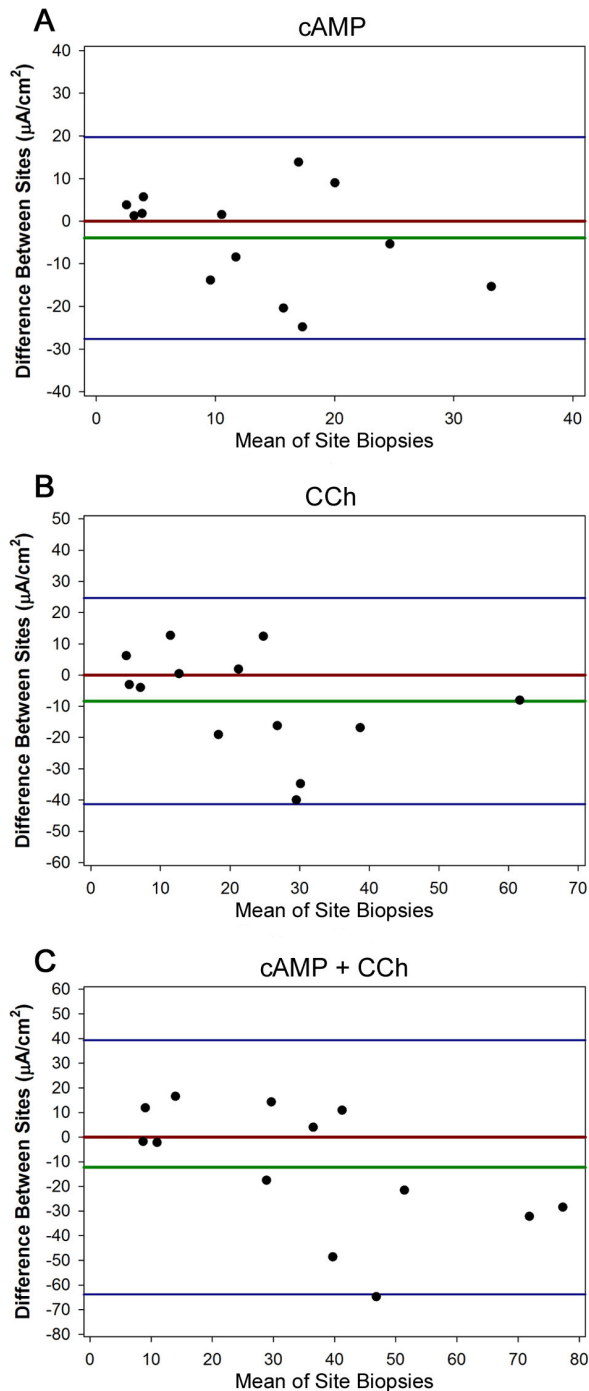 A
cAMP
Difference Between Sites (µA/cm²)
40
30
20
10
0
-10
-20
-30
-40
0 10 20 30 40
Mean of Site Biopsies
B
CCh
Difference Between Sites (µA/cm²)
50
40
30
20
10
0
-10
-20
-30
-40
-50
-60
0 10 20 30 40 50 60 70
Mean of Site Biopsies
C
cAMP + CCh
Difference Between Sites (µA/cm²)
60
50
40
30
20
10
0
-10
-20
-30
-40
-50
-60
-70
-80
0 10 20 30 40 50 60 70 80
Mean of Site Biopsies